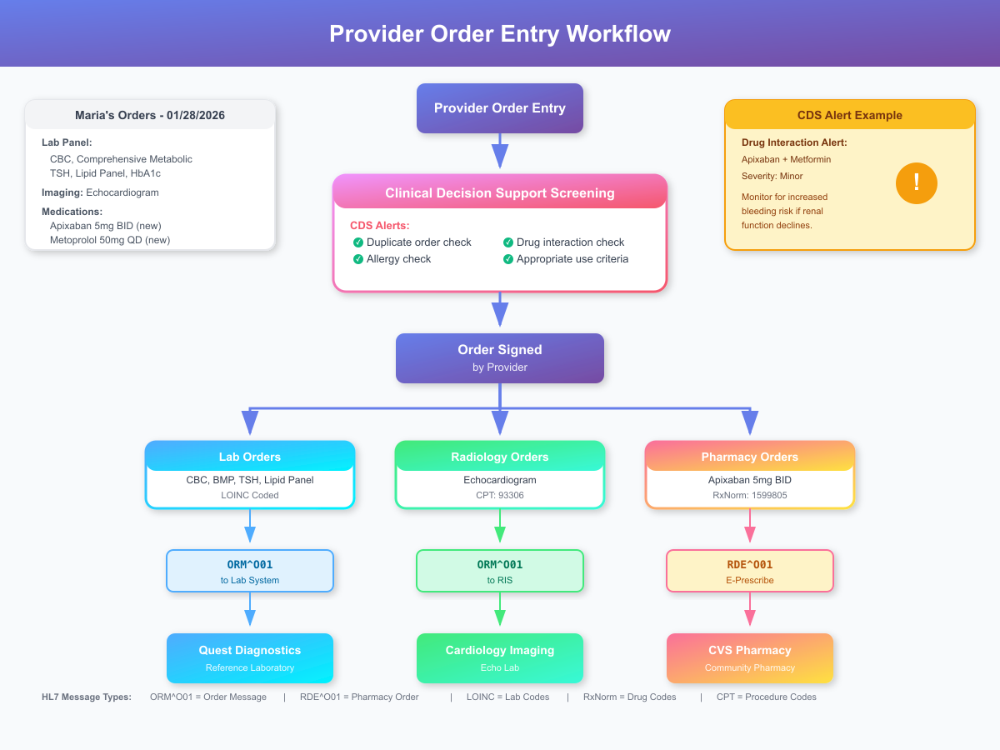 Provider Order Entry Workflow
Maria's Orders - 01/28/2026
Lab Panel:
CBC, Comprehensive Metabolic
TSH, Lipid Panel, HbA1c
Imaging: Echocardiogram
Medications:
Apixaban 5mg BID (new)
Metoprolol 50mg QD (new)
Provider Order Entry
Clinical Decision Support Screening
CDS Alerts:
✓ Duplicate order check
✓ Drug interaction check
✓ Allergy check
✓ Appropriate use criteria
CDS Alert Example
Drug Interaction Alert:
Apixaban + Metformin
Severity: Minor
Monitor for increased
bleeding risk if renal
function declines.
!
Order Signed
by Provider
Lab Orders
CBC, BMP, TSH, Lipid Panel
LOINC Coded
Radiology Orders
Echocardiogram
CPT: 93306
Pharmacy Orders
Apixaban 5mg BID
RxNorm: 1599805
ORM^O01
to Lab System
ORM^O01
to RIS
RDE^O01
E-Prescribe
Quest Diagnostics
Reference Laboratory
Cardiology Imaging
Echo Lab
CVS Pharmacy
Community Pharmacy
HL7 Message Types: ORM^O01 = Order Message | RDE^O01 = Pharmacy Order | LOINC = Lab Codes | RxNorm = Drug Codes | CPT = Procedure Codes